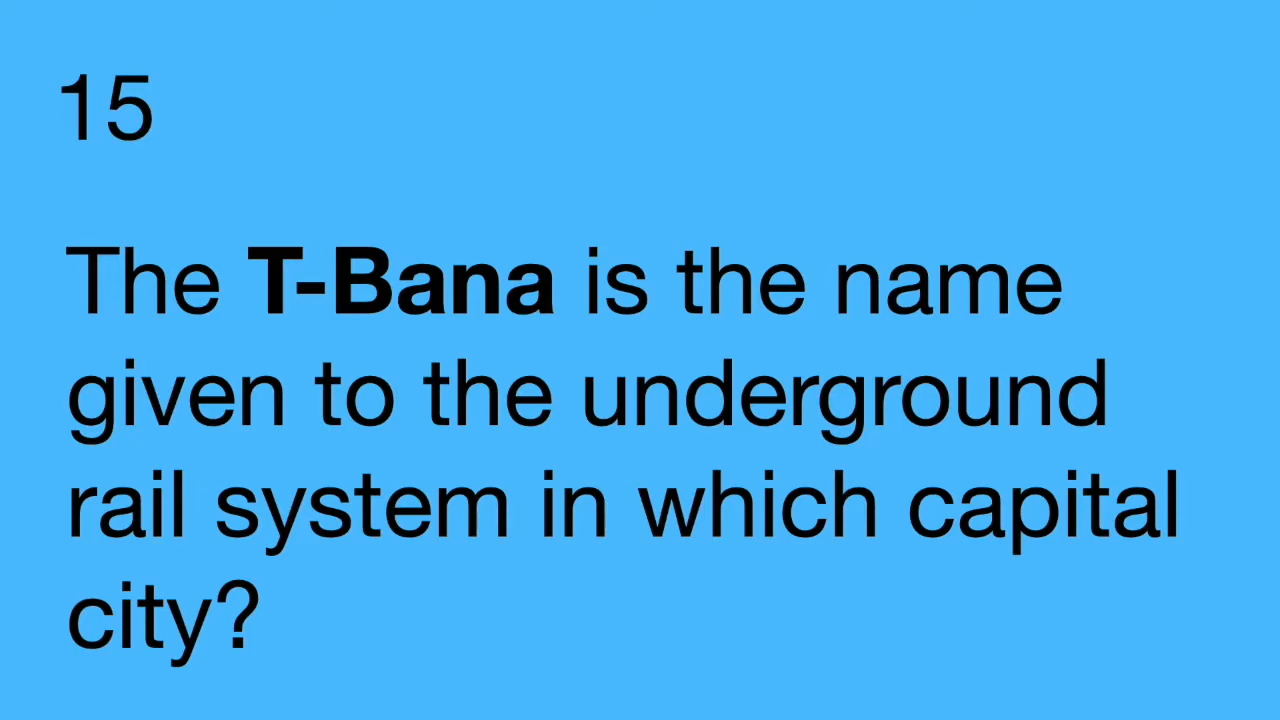 15
The T-Bana is the name
given to the underground
rail system in which capital
city?